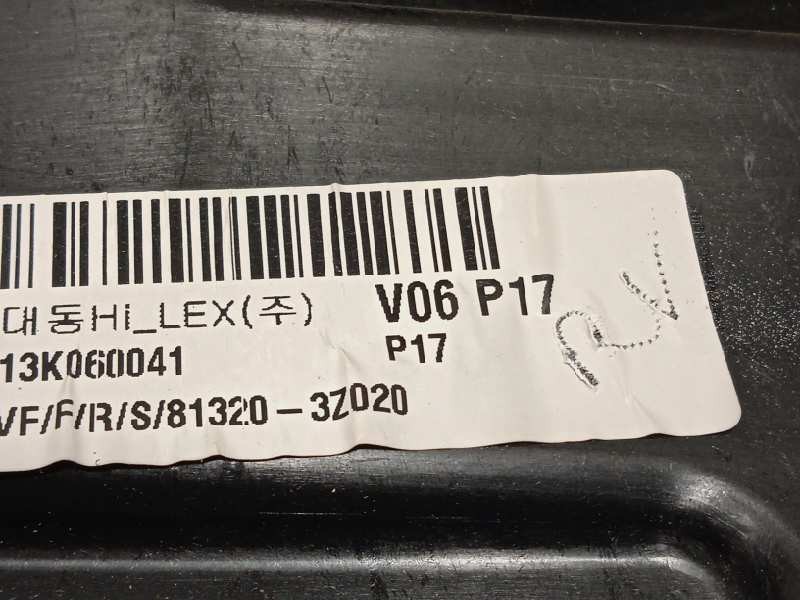 대동Hi_LEX(주) V06 P17
13K060041 P17
VF/F/R/S/81320-3Z020